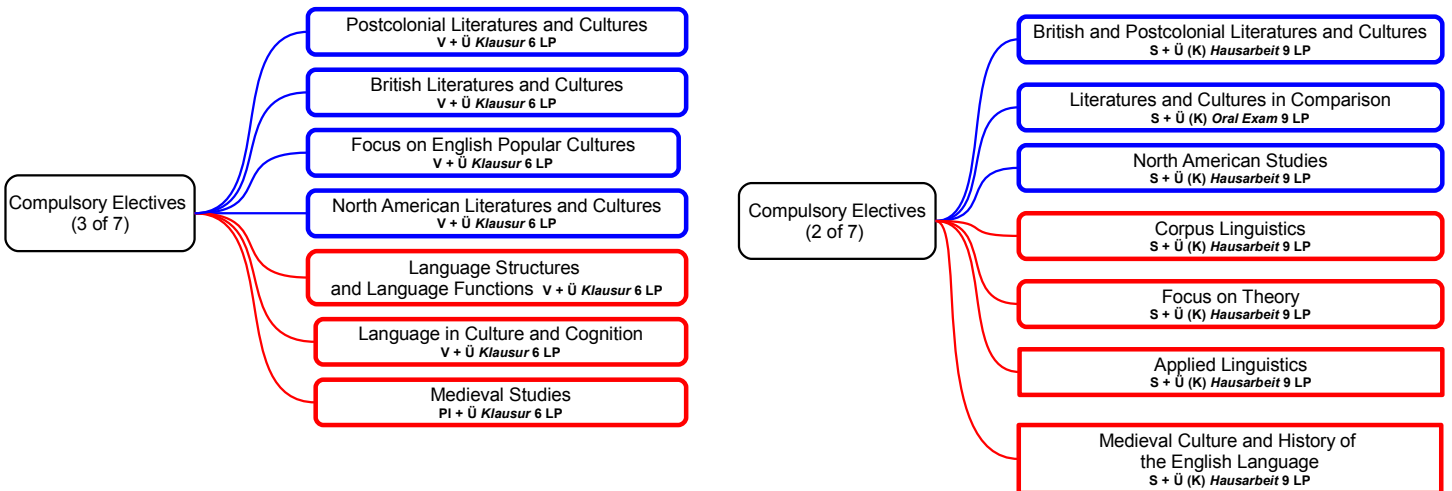 Compulsory Electives
(3 of 7)
Postcolonial Literatures and Cultures
V + Ü Klausur 6 LP
British Literatures and Cultures
V + Ü Klausur 6 LP
Focus on English Popular Cultures
V + Ü Klausur 6 LP
North American Literatures and Cultures
V + Ü Klausur 6 LP
Language Structures
and Language Functions V + Ü Klausur 6 LP
Language in Culture and Cognition
V + Ü Klausur 6 LP
Medieval Studies
PI + Ü Klausur 6 LP
Compulsory Electives
(2 of 7)
British and Postcolonial Literatures and Cultures
S + Ü (K) Hausarbeit 9 LP
Literatures and Cultures in Comparison
S + Ü (K) Oral Exam 9 LP
North American Studies
S + Ü (K) Hausarbeit 9 LP
Corpus Linguistics
S + Ü (K) Hausarbeit 9 LP
Focus on Theory
S + Ü (K) Hausarbeit 9 LP
Applied Linguistics
S + Ü (K) Hausarbeit 9 LP
Medieval Culture and History of
the English Language
S + Ü (K) Hausarbeit 9 LP